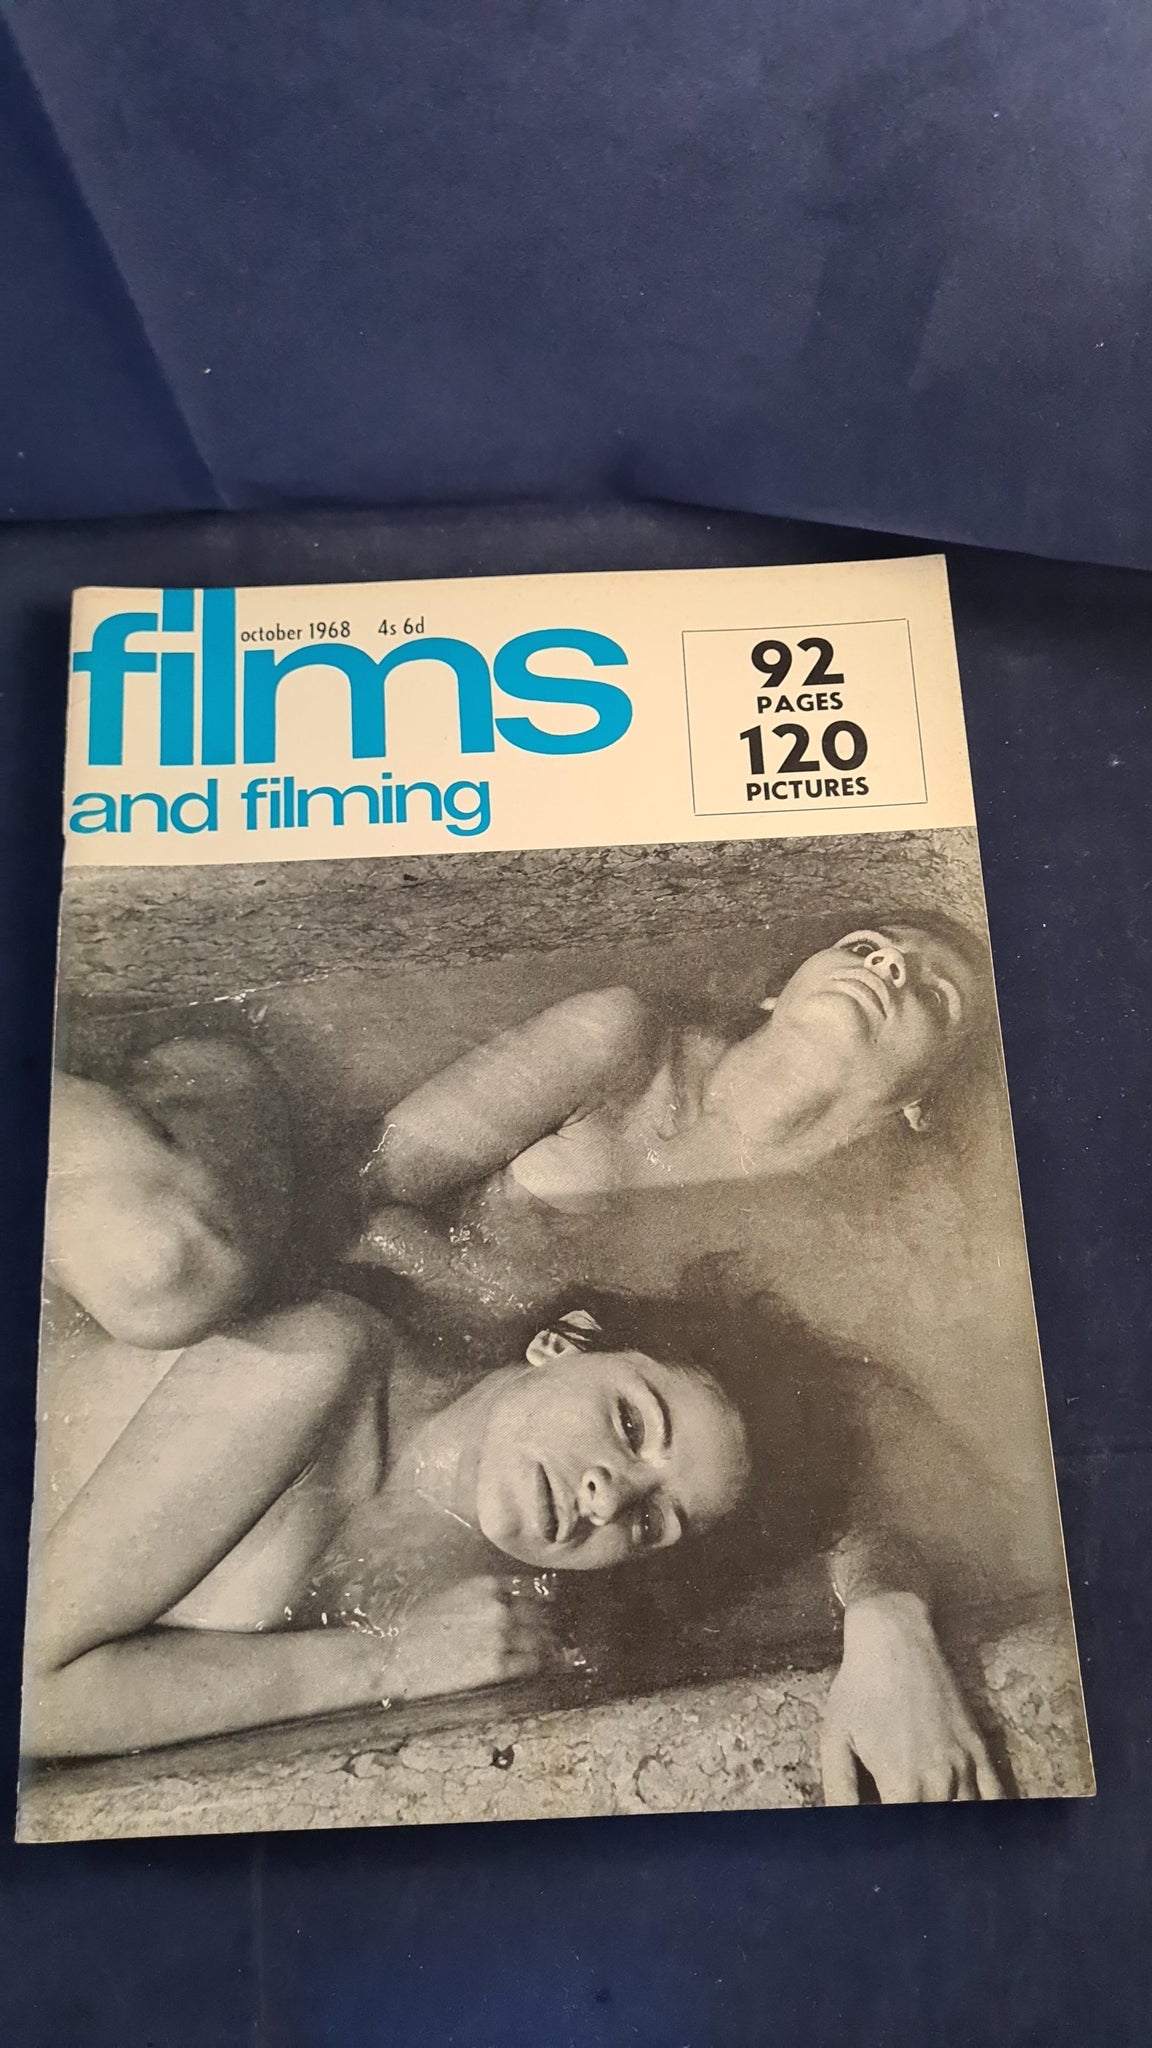 october 1968 4s 6d
films
and filming
92
PAGES
120
PICTURES